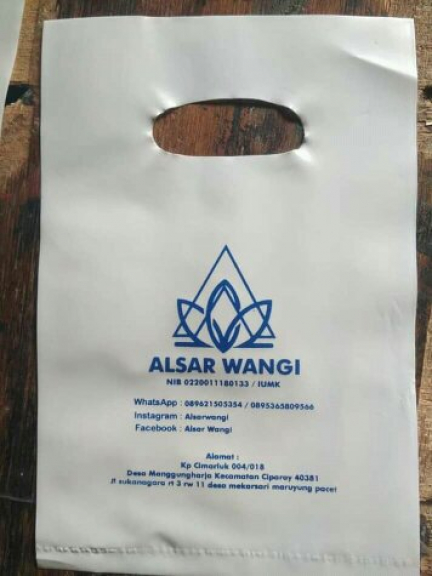 ALSAR WANGI
NIB 0220011180133 / IUMK
WhatsApp : 089621505354 / 0895365809566
Instagram : Alsarwangi
Facebook : Alsar Wangi
Alamat :
Kp Cimariuk 004/018
Desa Manggungharja Kecamatan Ciparay 40381
Jl sukanagara rt 3 rw 11 desa mekarsari maruyung pacet